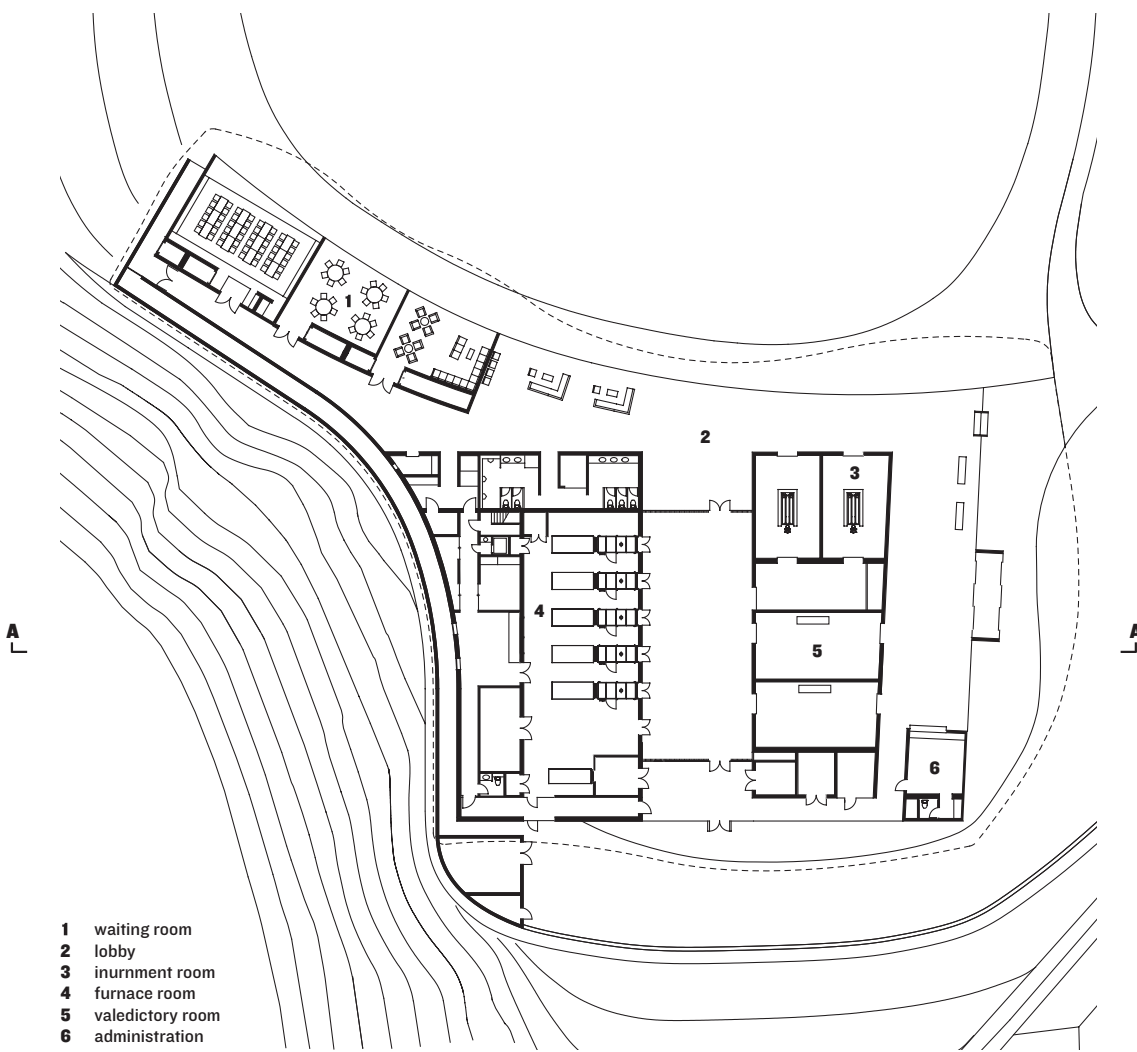 1
2
3
4
5
6
A
A
1 waiting room
2 lobby
3 inurnment room
4 furnace room
5 valedictory room
6 administration